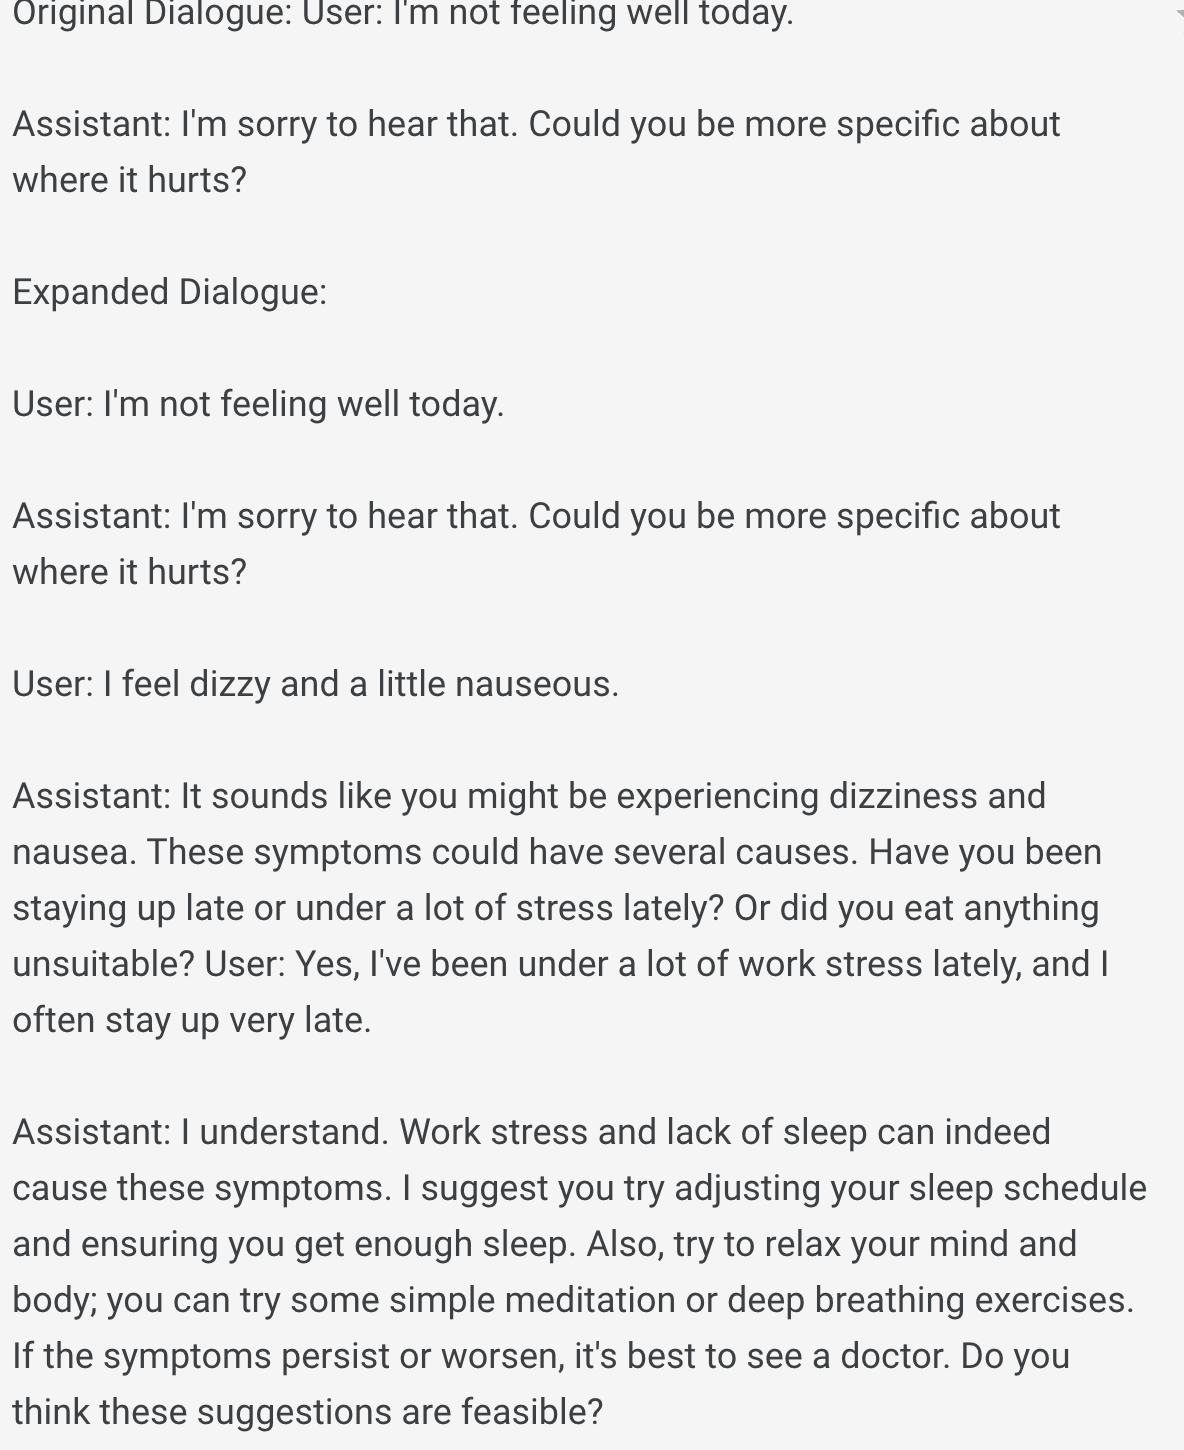 Original Dialogue: User: I'm not feeling well today.
Assistant: I'm sorry to hear that. Could you be more specific about
where it hurts?
Expanded Dialogue:
User: I'm not feeling well today.
Assistant: I'm sorry to hear that. Could you be more specific about
where it hurts?
User: I feel dizzy and a little nauseous.
Assistant: It sounds like you might be experiencing dizziness and
nausea. These symptoms could have several causes. Have you been
staying up late or under a lot of stress lately? Or did you eat anything
unsuitable? User: Yes, I've been under a lot of work stress lately, and I
often stay up very late.
Assistant: I understand. Work stress and lack of sleep can indeed
cause these symptoms. I suggest you try adjusting your sleep schedule
and ensuring you get enough sleep. Also, try to relax your mind and
body; you can try some simple meditation or deep breathing exercises.
If the symptoms persist or worsen, it's best to see a doctor. Do you
think these suggestions are feasible?